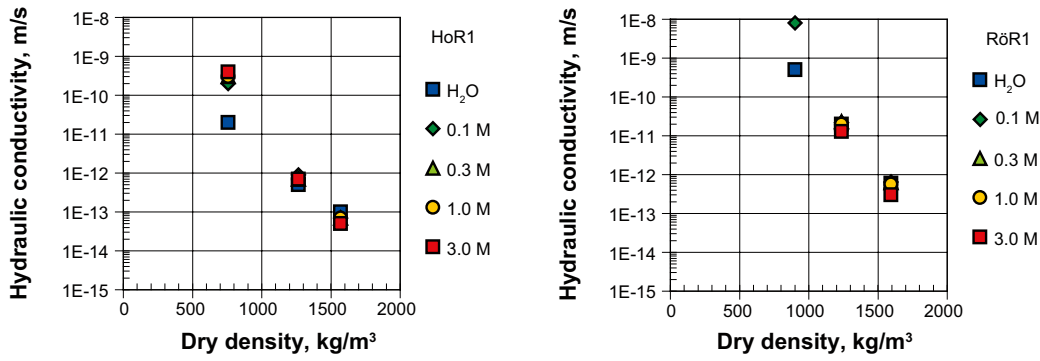 Hydraulic conductivity, m/s
1E-8
1E-9
1E-10
1E-11
1E-12
1E-13
1E-14
1E-15
0
500
1000
1500
2000
Dry density, kg/m³
HoR1
H₂O
0.1 M
0.3 M
1.0 M
3.0 M
Hydraulic conductivity, m/s
1E-8
1E-9
1E-10
1E-11
1E-12
1E-13
1E-14
1E-15
0
500
1000
1500
2000
Dry density, kg/m³
RöR1
H₂O
0.1 M
0.3 M
1.0 M
3.0 M